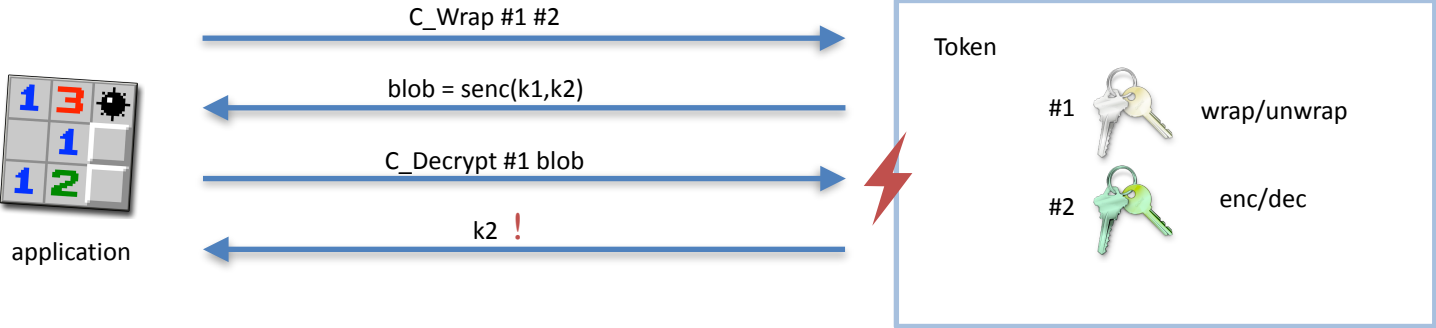 C_Wrap #1 #2
blob = senc(k1,k2)
C_Decrypt #1 blob
k2 !
1 3
1
1 2
application
Token
#1 wrap/unwrap
#2 enc/dec